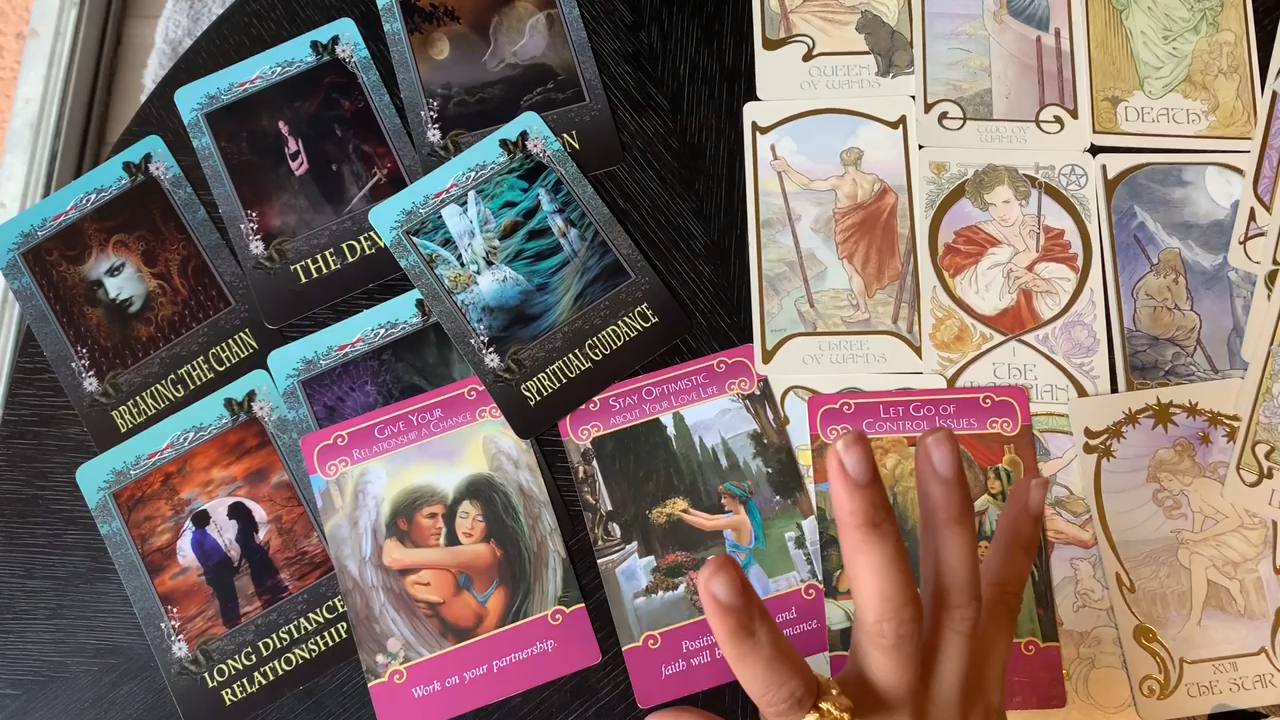 QUEEN
OF WANDS
TWO OF
WANDS
DEATH
THE DEV
BREAKING THE CHAIN
SPIRITUAL GUIDANCE
THREE
OF WANDS
I
THE
MAGICIAN
GIVE YOUR
RELATIONSHIP A CHANCE
STAY OPTIMISTIC
ABOUT YOUR LOVE LIFE
LET GO OF
CONTROL ISSUES
LONG DISTANCE
RELATIONSHIP
Work on your partnership.
and
faith will
XVII
THE STAR